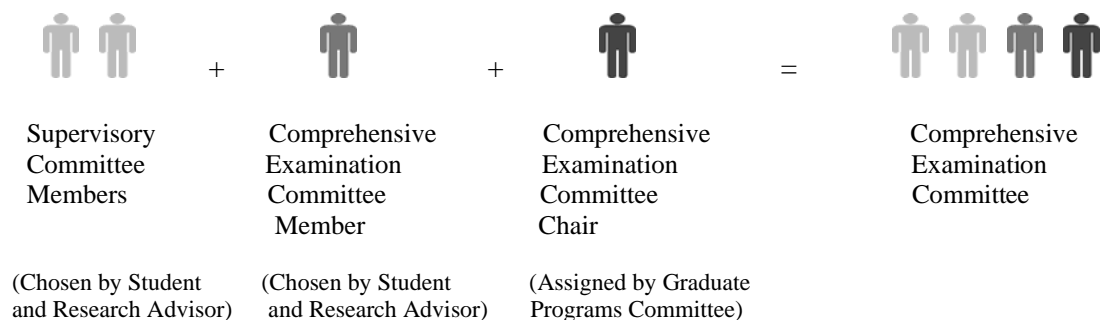 + + =
Supervisory
Committee
Members
(Chosen by Student
and Research Advisor)
Comprehensive
Examination
Committee
Member
(Chosen by Student
and Research Advisor)
Comprehensive
Examination
Committee
Chair
(Assigned by Graduate
Programs Committee)
Comprehensive
Examination
Committee